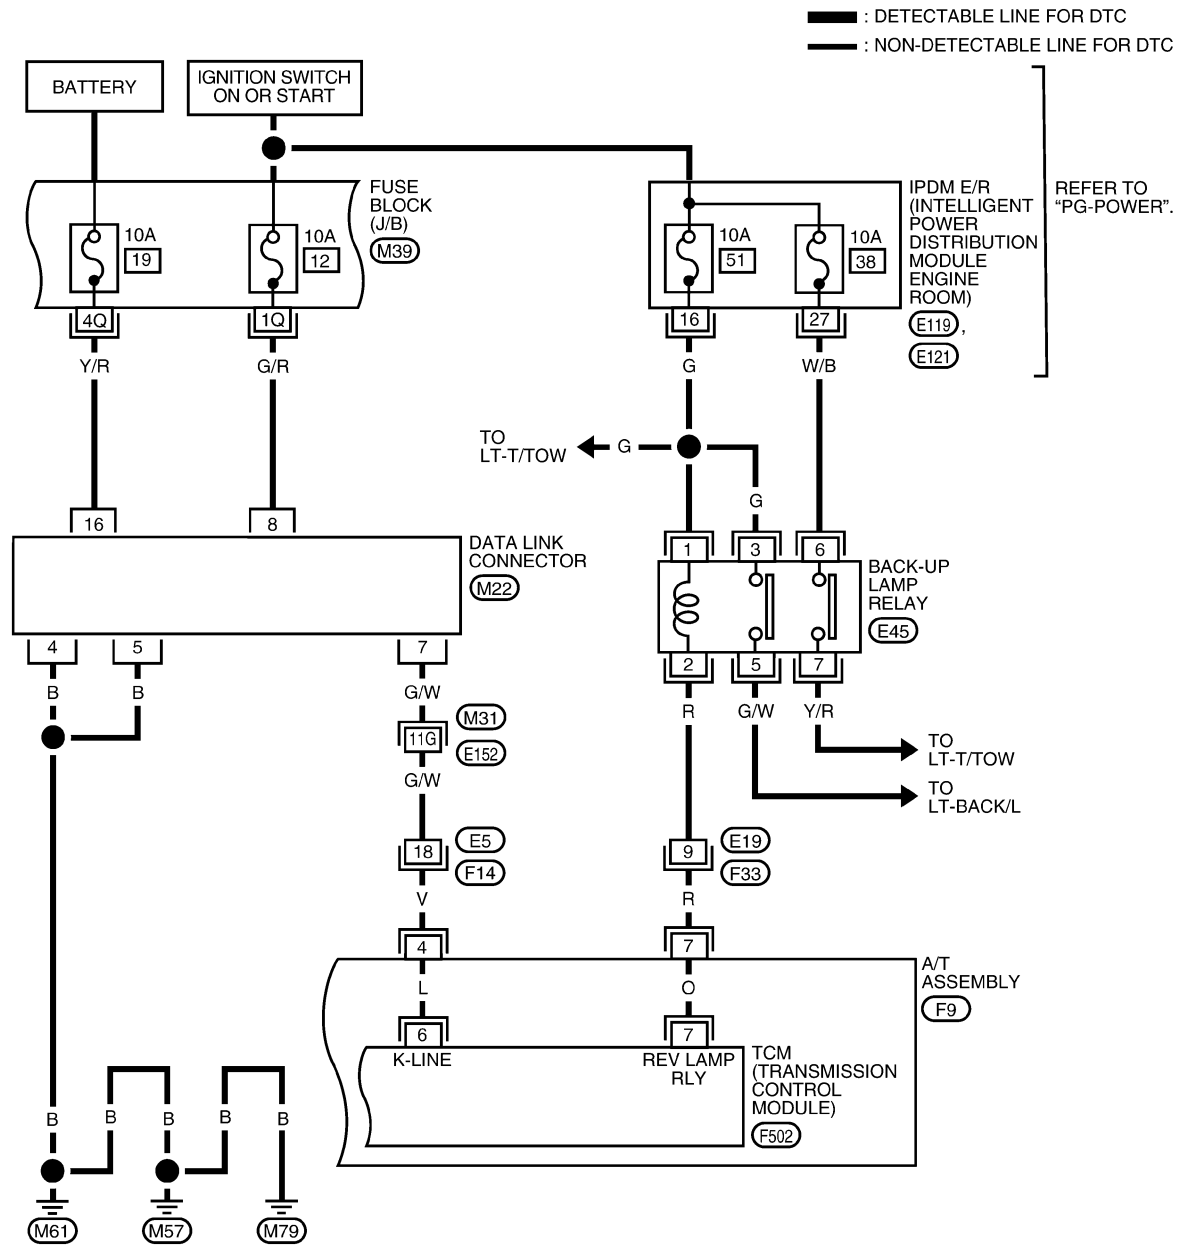 : DETECTABLE LINE FOR DTC
: NON-DETECTABLE LINE FOR DTC
BATTERY
IGNITION SWITCH
ON OR START
FUSE
BLOCK
(J/B)
M39
10A
19
10A
12
10A
51
10A
38
IPDM E/R
(INTELLIGENT
POWER
DISTRIBUTION
MODULE
ENGINE
ROOM)
E119 ,
E121
REFER TO
“PG-POWER”.
4Q
1Q
16
27
Y/R
G/R
G
W/B
TO
LT-T/TOW
G
G
16
8
DATA LINK
CONNECTOR
M22
1
3
6
BACK-UP
LAMP
RELAY
E45
4
5
7
2
5
7
B
B
G/W
R
G/W
Y/R
M31
11G
E152
G/W
TO
LT-T/TOW
TO
LT-BACK/L
18
E5
F14
9
E19
F33
V
R
4
7
A/T
ASSEMBLY
F9
L
O
6
7
K-LINE
REV LAMP
RLY
TCM
(TRANSMISSION
CONTROL
MODULE)
F502
B
B
B
B
B
M61
M57
M79